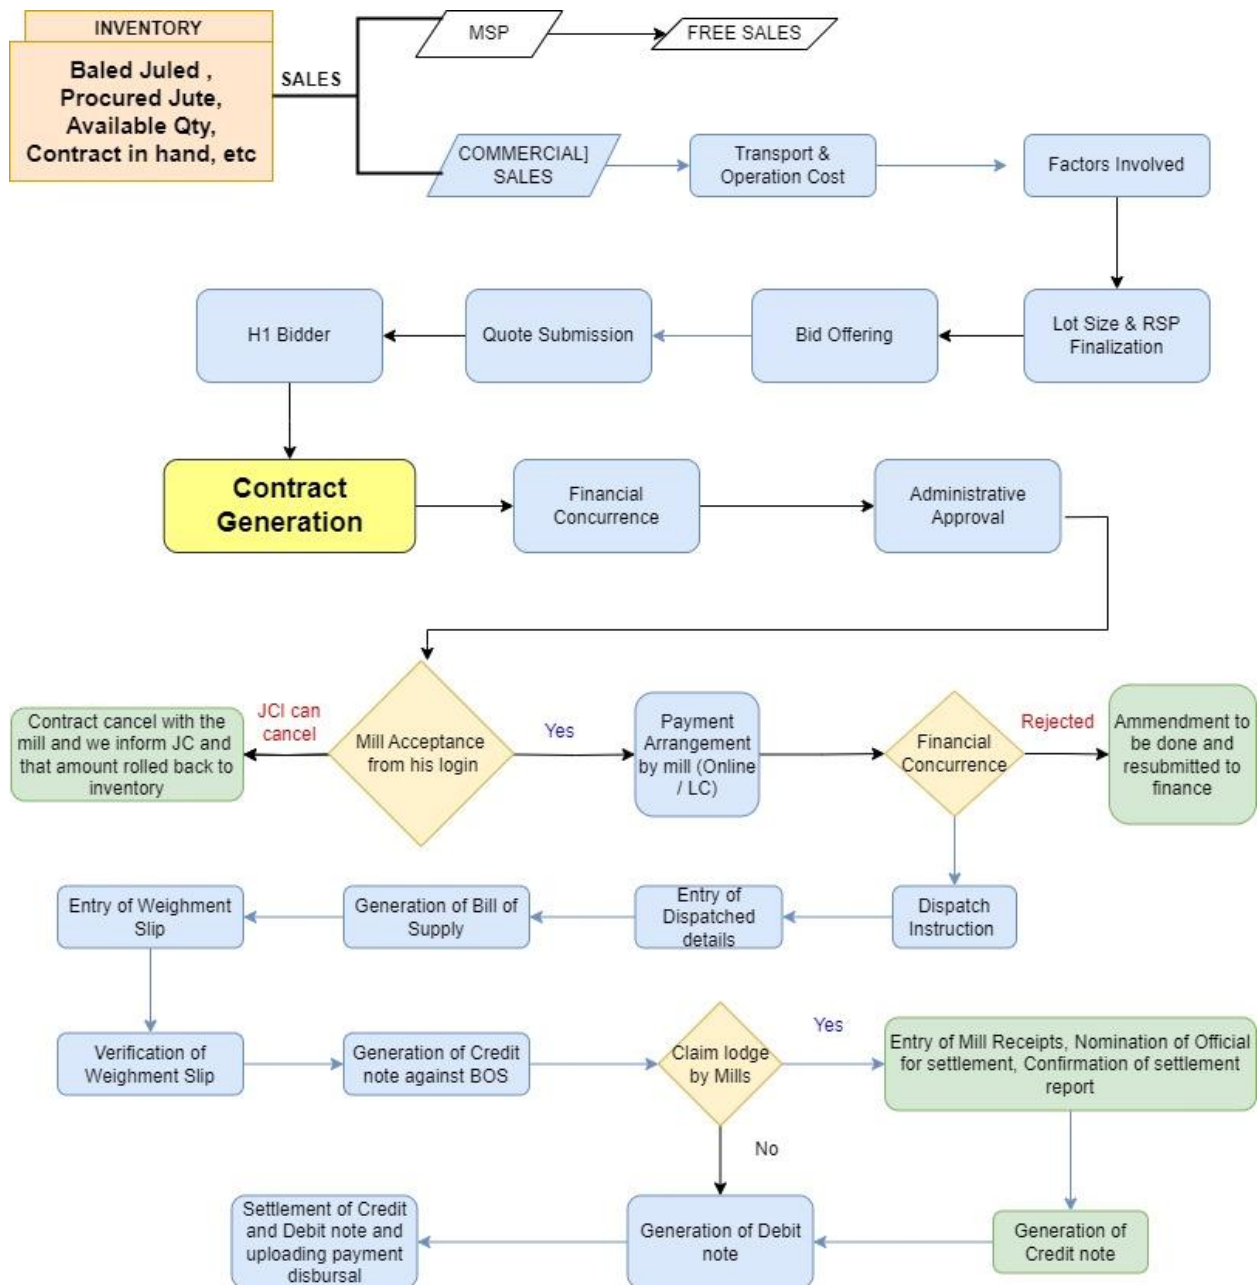 INVENTORY
Baled Juled ,
Procured Jute,
Available Qty,
Contract in hand, etc
SALES
MSP
FREE SALES
COMMERCIAL]
SALES
Transport &
Operation Cost
Factors Involved
H1 Bidder
Quote Submission
Bid Offering
Lot Size & RSP
Finalization
Contract
Generation
Financial
Concurrence
Administrative
Approval
Contract cancel with the
mill and we inform JC and
that amount rolled back to
inventory
JCI can
cancel
Mill Acceptance
from his login
Yes
Payment
Arrangement
by mill (Online
/ LC)
Financial
Concurrence
Rejected
Ammendment to
be done and
resubmitted to
finance
Entry of Weighment
Slip
Generation of Bill of
Supply
Entry of
Dispatched
details
Dispatch
Instruction
Verification of
Weighment Slip
Generation of Credit
note against BOS
Claim lodge
by Mills
Yes
Entry of Mill Receipts, Nomination of Official
for settlement, Confirmation of settlement
report
No
Settlement of Credit
and Debit note and
uploading payment
disbursal
Generation of Debit
note
Generation of
Credit note